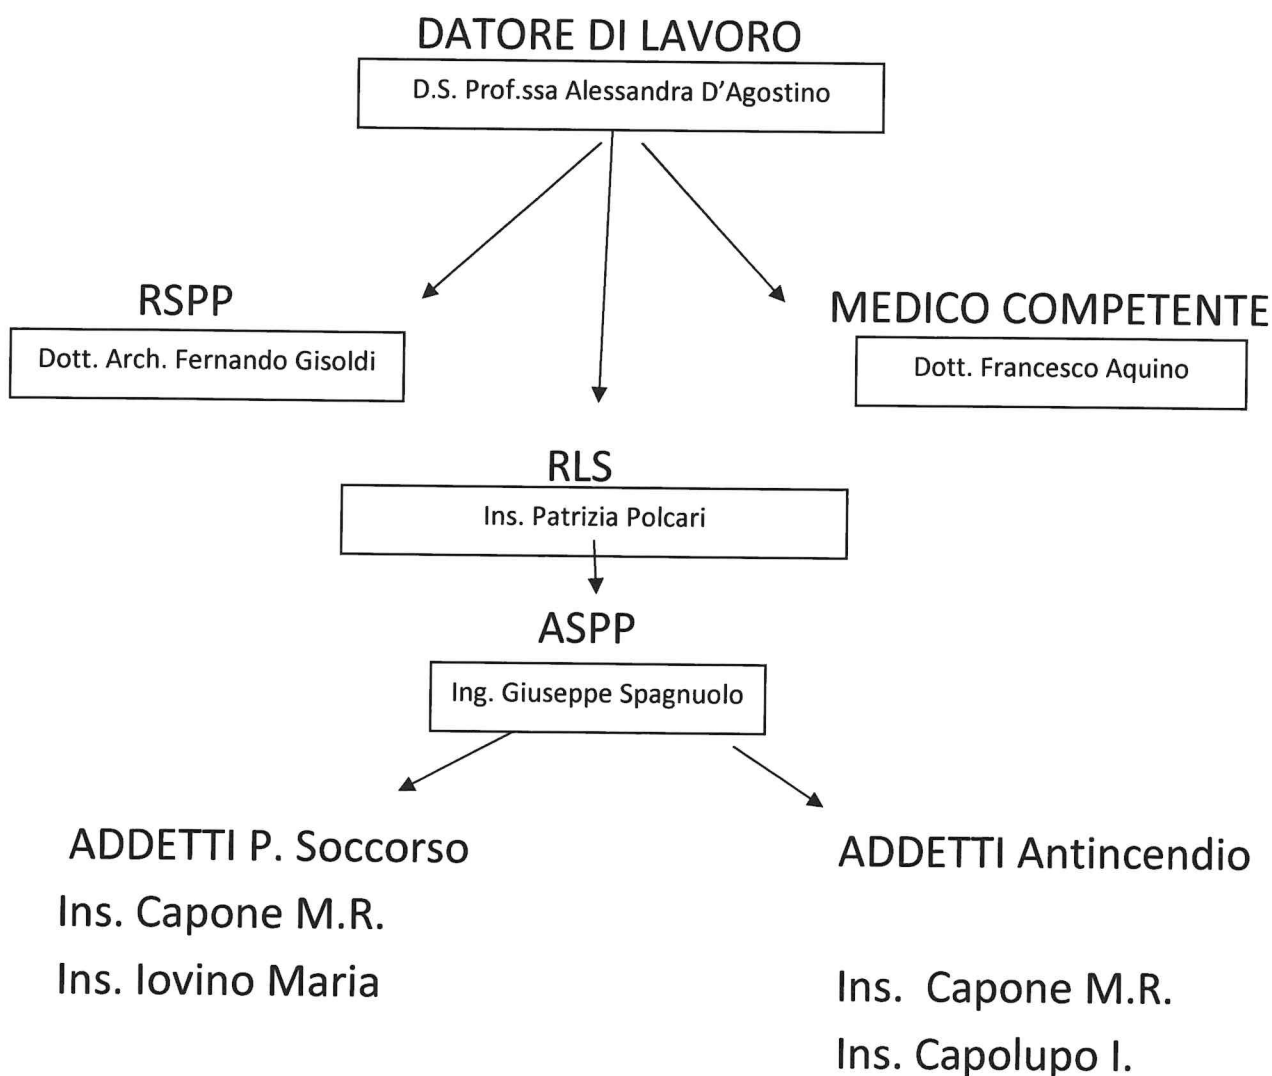 DATORE DI LAVORO
D.S. Prof.ssa Alessandra D’Agostino
RSPP
Dott. Arch. Fernando Gisoldi
MEDICO COMPETENTE
Dott. Francesco Aquino
RLS
Ins. Patrizia Polcari
ASPP
Ing. Giuseppe Spagnuolo
ADDETTI P. Soccorso
Ins. Capone M.R.
Ins. Iovino Maria
ADDETTI Antincendio
Ins. Capone M.R.
Ins. Capolupo I.